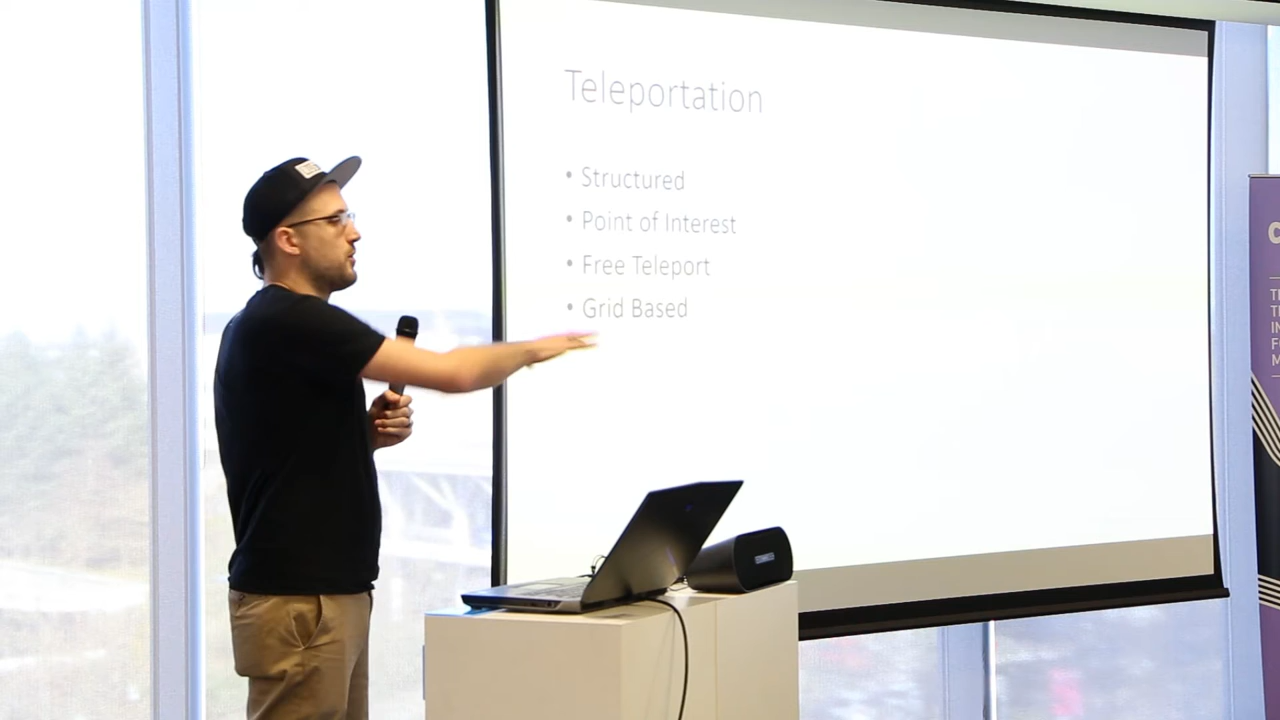 Teleportation
• Structured
• Point of Interest
• Free Teleport
• Grid Based